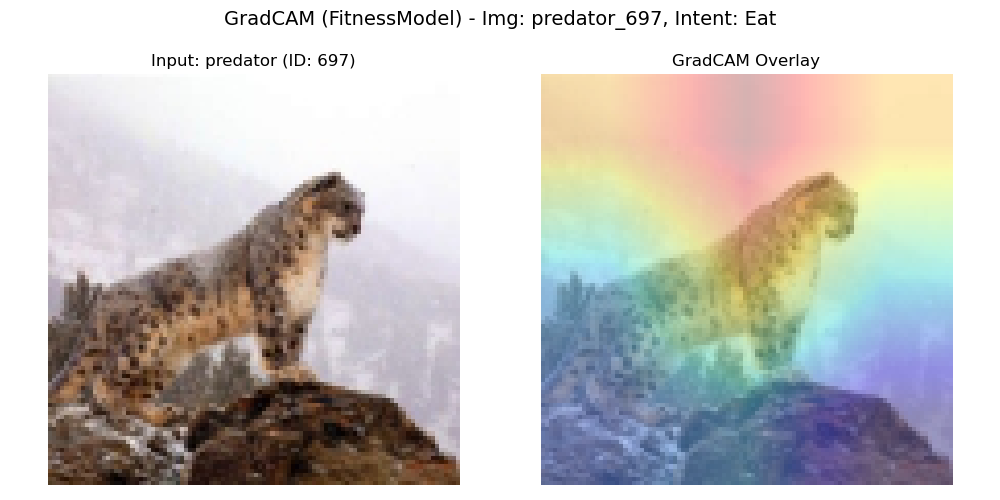 GradCAM (FitnessModel) - Img: predator_697, Intent: Eat
Input: predator (ID: 697)
GradCAM Overlay